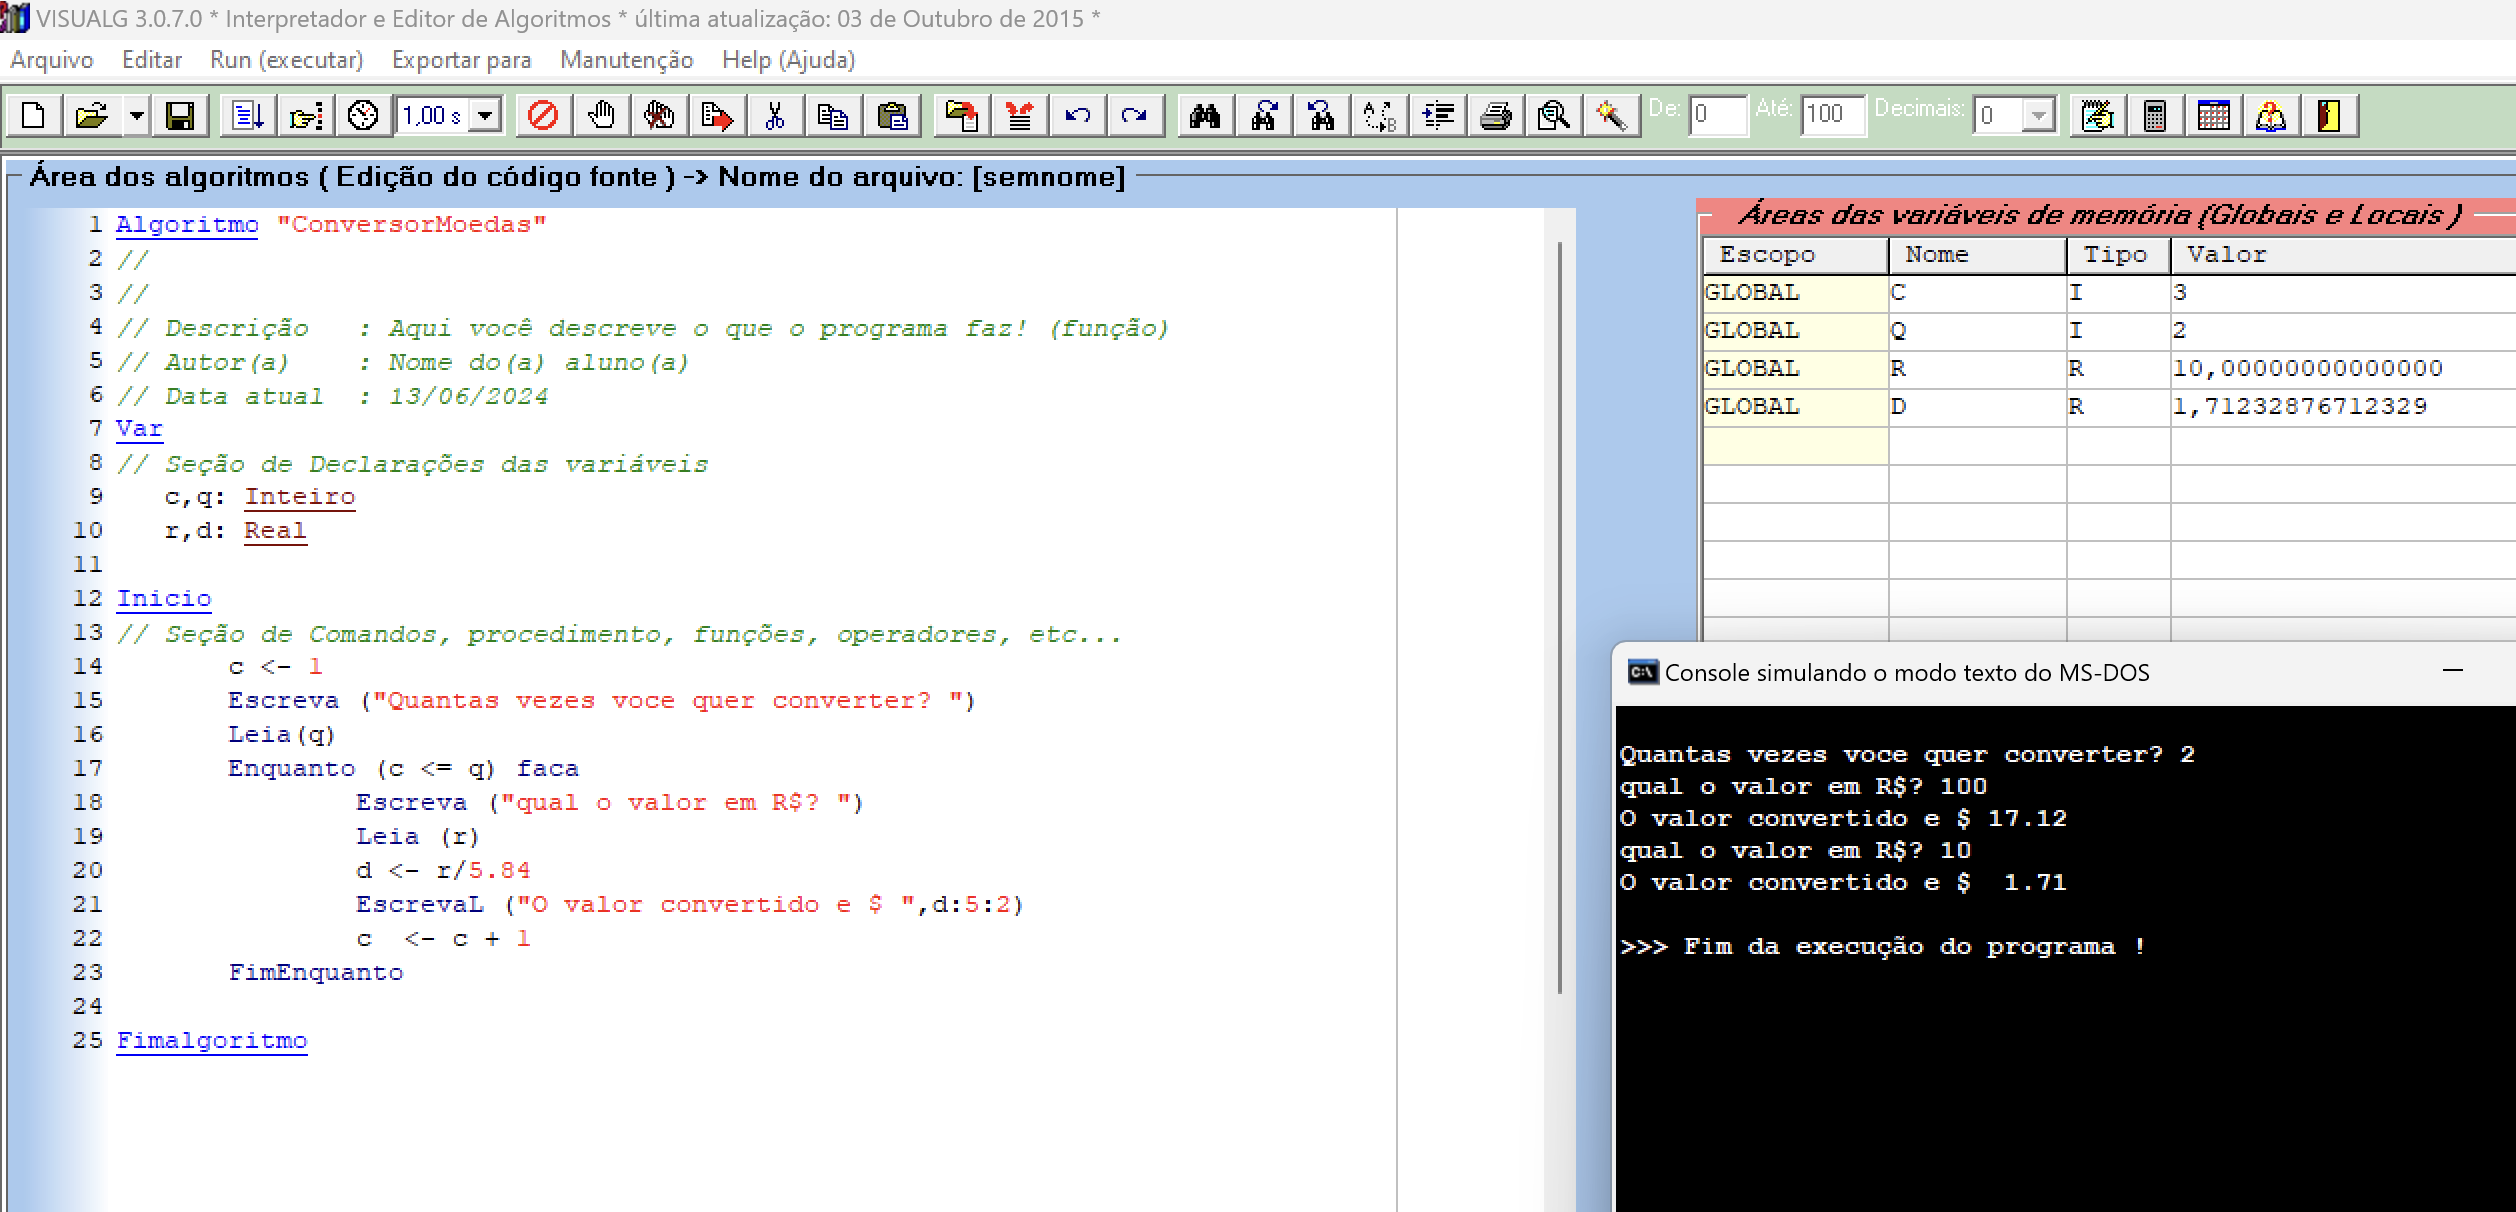 VISUALG 3.0.7.0 * Interpretador e Editor de Algoritmos * última atualização: 03 de Outubro de 2015 *
Arquivo Editar Run (executar) Exportar para Manutenção Help (Ajuda)
1,00 s De: 0 Até: 100 Decimais: 0
Área dos algoritmos ( Edição do código fonte ) -> Nome do arquivo: [semnome]
1 Algoritmo "ConversorMoedas"
2 //
3 //
4 // Descrição   : Aqui você descreve o que o programa faz! (função)
5 // Autor(a)    : Nome do(a) aluno(a)
6 // Data atual  : 13/06/2024
7 Var
8 // Seção de Declarações das variáveis
9    c,q: Inteiro
10    r,d: Real
11
12 Inicio
13 // Seção de Comandos, procedimento, funções, operadores, etc...
14        c <- 1
15        Escreva ("Quantas vezes voce quer converter? ")
16        Leia(q)
17        Enquanto (c <= q) faca
18                Escreva ("qual o valor em R$? ")
19                Leia (r)
20                d <- r/5.84
21                EscrevaL ("O valor convertido e $ ",d:5:2)
22                c  <- c + 1
23        FimEnquanto
24
25 Fimalgoritmo
Áreas das variáveis de memória (Globais e Locais )
Escopo Nome Tipo Valor
GLOBAL C I 3
GLOBAL Q I 2
GLOBAL R R 10,00000000000000
GLOBAL D R 1,71232876712329
Console simulando o modo texto do MS-DOS
Quantas vezes voce quer converter? 2
qual o valor em R$? 100
O valor convertido e $ 17.12
qual o valor em R$? 10
O valor convertido e $  1.71
>>> Fim da execução do programa !